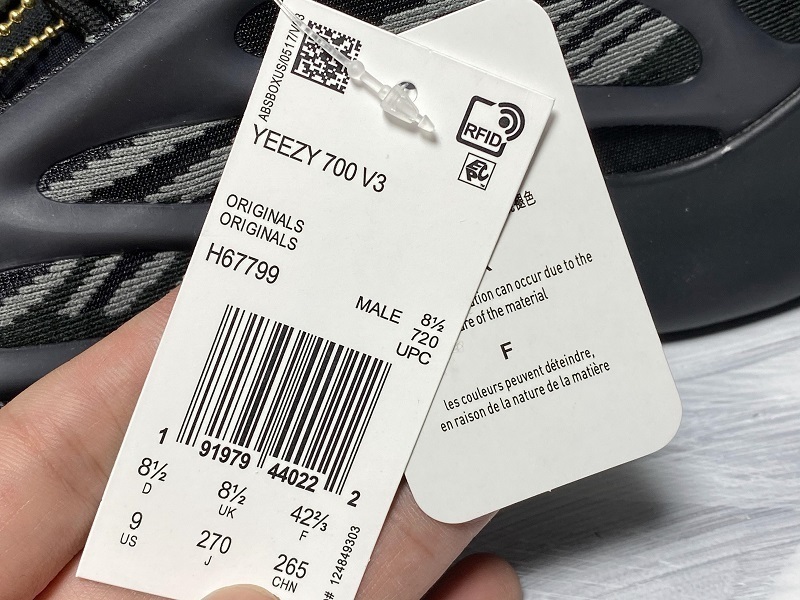 ABSBOXUS/0517/V
RFID
YEEZY 700 V3
ORIGINALS
ORIGINALS
H67799
MALE 8½
720
UPC
1 91979 44022 2
8½ 8½ 42⅔
D UK F
9 270 265
US J CHN
# 124849303
褪色
can occur due to the
of the material
F
les couleurs peuvent déteindre,
en raison de la nature de la matière